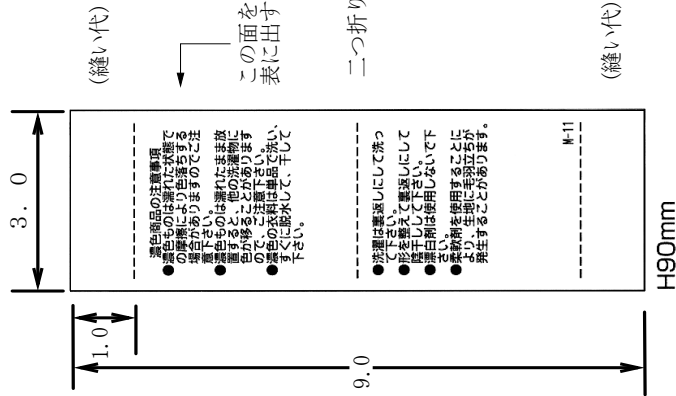 3.0
(縫い代)
1.0
この面を
表に出す
濃色商品の注意事項
●濃色ものは濡れた状態で
の摩擦により色落ちする
場合がありますのでご注
意下さい。
●濃色ものは濡れたまま放
置すると、他の洗濯物に
色が移ることがあります
ので、ご注意下さい。
●濃色の衣料は単品で洗い、
すぐに脱水して、干して
下さい。
二つ折り
9.0
●洗濯は裏返しにして洗っ
て下さい。
●形を整えて裏返しにして
陰干しして下さい。
●漂白剤は使用しないで下
さい。
●柔軟剤を使用することに
より、生地に毛羽立ちが
発生することがあります。
M-11
(縫い代)
H90mm